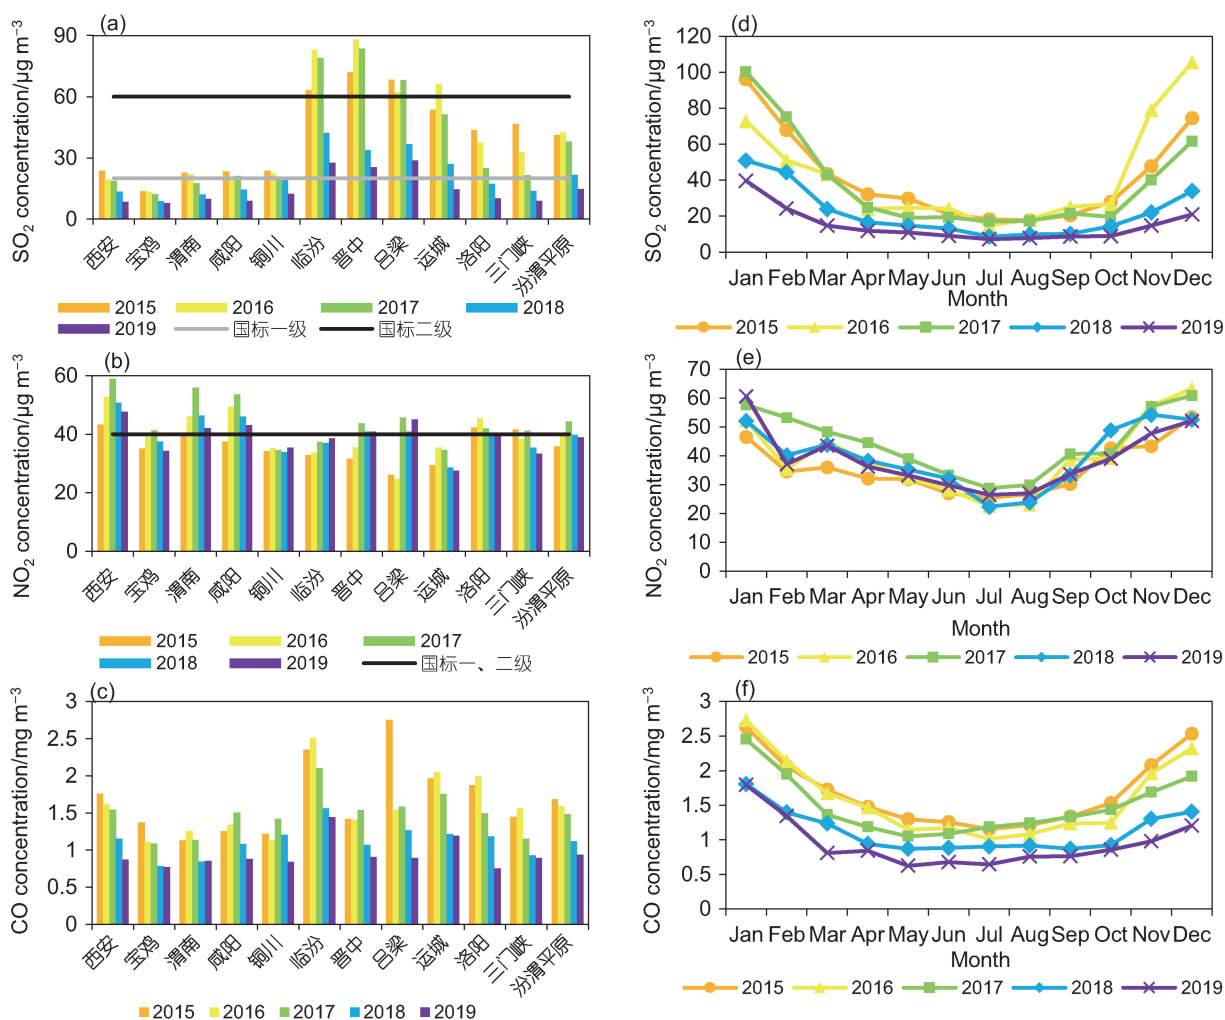 (a)
SO₂ concentration/μg m⁻³
90
60
30
0
西安 宝鸡 渭南 咸阳 铜川 临汾 晋中 吕梁 运城 洛阳 三门峡 汾渭平原
2015 2016 2017 2018
2019 国标一级 国标二级
(b)
NO₂ concentration/μg m⁻³
60
40
20
0
西安 宝鸡 渭南 咸阳 铜川 临汾 晋中 吕梁 运城 洛阳 三门峡 汾渭平原
2015 2016 2017
2018 2019 国标一、二级
(c)
CO concentration/mg m⁻³
3
2.5
2
1.5
1
0.5
0
西安 宝鸡 渭南 咸阳 铜川 临汾 晋中 吕梁 运城 洛阳 三门峡 汾渭平原
2015 2016 2017 2018 2019
(d)
SO₂ concentration/μg m⁻³
120
100
80
60
40
20
0
Jan Feb Mar Apr May Jun Jul Aug Sep Oct Nov Dec
Month
2015 2016 2017 2018 2019
(e)
NO₂ concentration/μg m⁻³
70
60
50
40
30
20
10
0
Jan Feb Mar Apr May Jun Jul Aug Sep Oct Nov Dec
Month
2015 2016 2017 2018 2019
(f)
CO concentration/mg m⁻³
3
2.5
2
1.5
1
0.5
0
Jan Feb Mar Apr May Jun Jul Aug Sep Oct Nov Dec
Month
2015 2016 2017 2018 2019